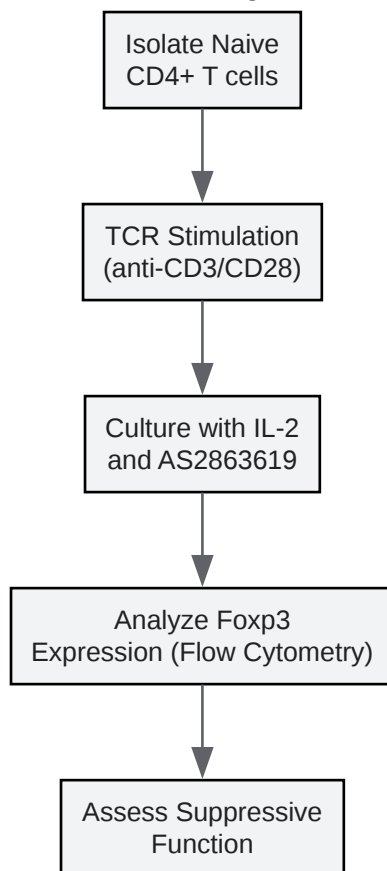 Isolate Naive
CD4+ T cells
TCR Stimulation
(anti-CD3/CD28)
Culture with IL-2
and AS2863619
Analyze Foxp3
Expression (Flow Cytometry)
Assess Suppressive
Function